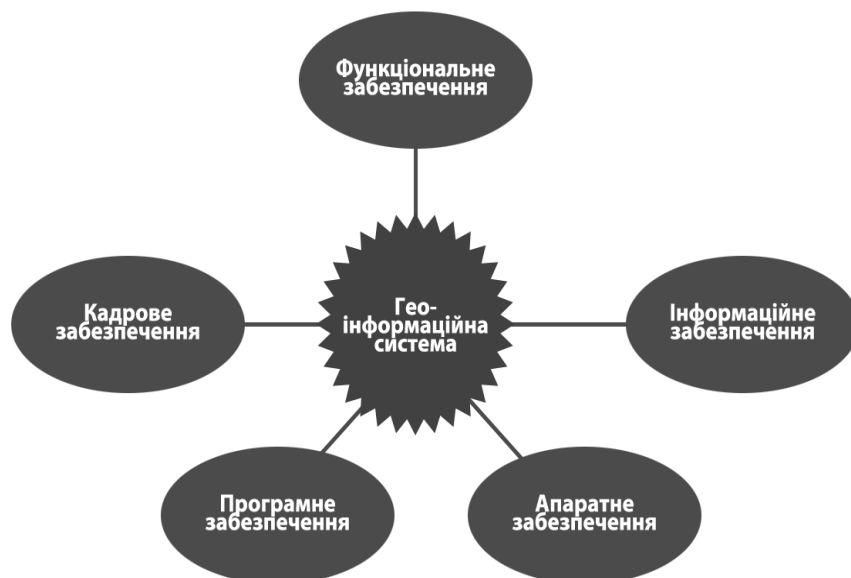 Функціональне
забезпечення
Кадрове
забезпечення
Гео-
інформаційна
система
Інформаційне
забезпечення
Програмне
забезпечення
Апаратне
забезпечення